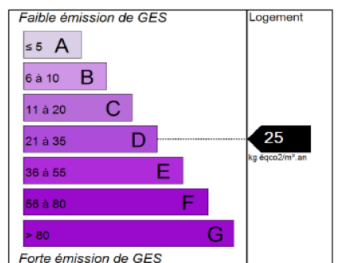 Faible émission de GES
Logement
≤ 5 A
6 à 10 B
11 à 20 C
21 à 35 D
25
kg éqco2/m².an
36 à 55 E
56 à 80 F
> 80 G
Forte émission de GES